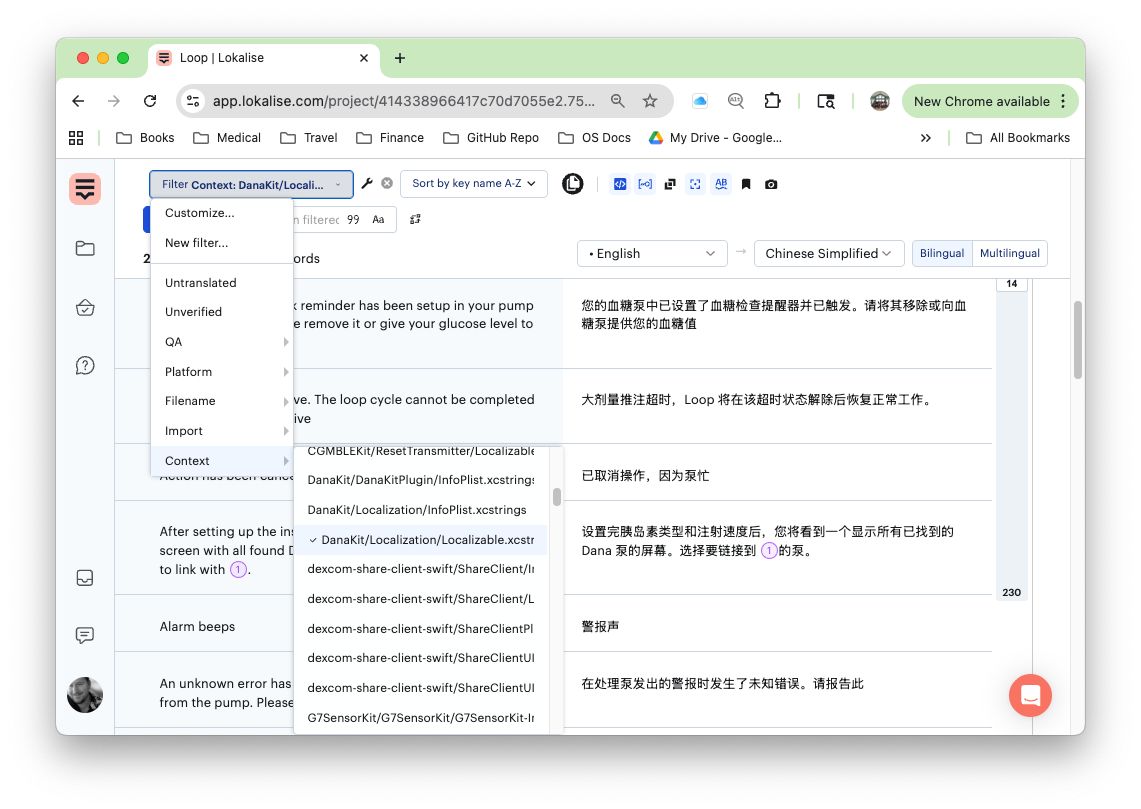 Loop | Lokalise
app.lokalise.com/project/414338966417c70d7055e2.75...
New Chrome available
Books
Medical
Travel
Finance
GitHub Repo
OS Docs
My Drive - Google...
All Bookmarks
Filter Context: DanaKit/Locali...
Sort by key name A-Z
Customize...
n filtered
99
Aa
New filter...
2
ords
• English
Chinese Simplified
Bilingual
Multilingual
Untranslated
14
reminder has been setup in your pump
您的血糖泵中已设置了血糖检查提醒器并已触发。请将其移除或向血
Unverified
e remove it or give your glucose level to
糖泵提供您的血糖值
QA
Platform
Filename
ve. The loop cycle cannot be completed
大剂量推注超时，Loop 将在该超时状态解除后恢复正常工作。
ive
Import
Context
CGMBLEKit/ResetTransmitter/Localizable
Action has been cance
已取消操作，因为泵忙
DanaKit/DanaKitPlugin/InfoPlist.xcstrings
DanaKit/Localization/InfoPlist.xcstrings
After setting up the ins
设置完胰岛素类型和注射速度后，您将看到一个显示所有已找到的
DanaKit/Localization/Localizable.xcstr
screen with all found D
Dana 泵的屏幕。选择要链接到 1的泵。
to link with 1.
dexcom-share-client-swift/ShareClient/Ir
230
dexcom-share-client-swift/ShareClient/L
Alarm beeps
dexcom-share-client-swift/ShareClientPl
警报声
dexcom-share-client-swift/ShareClientUI
An unknown error has
dexcom-share-client-swift/ShareClientUI
在处理泵发出的警报时发生了未知错误。请报告此
from the pump. Please
G7SensorKit/G7SensorKit/G7SensorKit-Ir